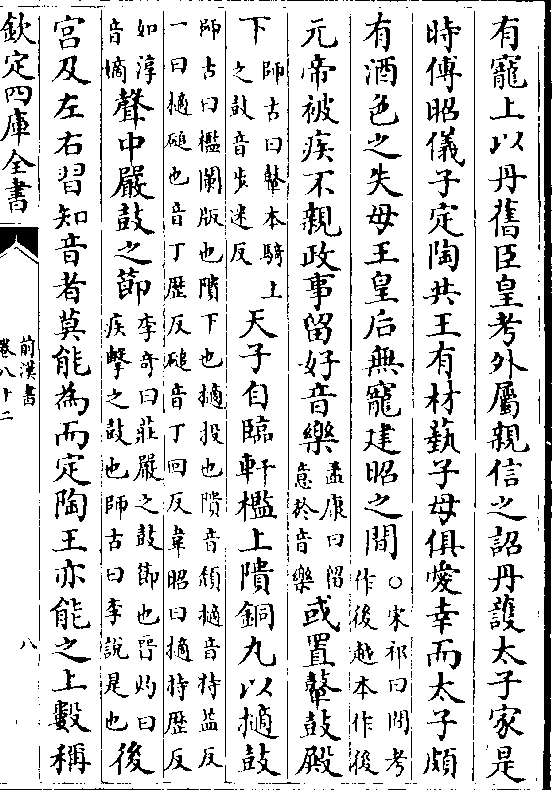 有寵上以丹舊臣皇考外屬親信之詔丹護太子家是
時傅昭儀子定陶共王有材藝子母俱愛幸而太子頗
有酒色之失母王皇后無寵建昭之間○宋祁曰間考作後越本作後
元帝被疾不親政事留好音樂孟康曰留意於音樂或置鼙鼓殿
下師古曰鼙本騎上之鼓音步迷反天子自臨軒檻上隤銅丸以擿鼓
師古曰檻闌版也隤下也擿投也隤音頹擿音持益反
一曰擿磓也音丁歷反磓音丁回反韋昭曰擿持歷反
如淳音嫡聲中嚴鼓之節李奇曰莊嚴之鼓節也晉灼曰疾擊之鼓也師古曰李說是也後
宮及左右習知音者莫能為而定陶王亦能之上數稱
欽定四庫全書
前漢書
卷八十二
八